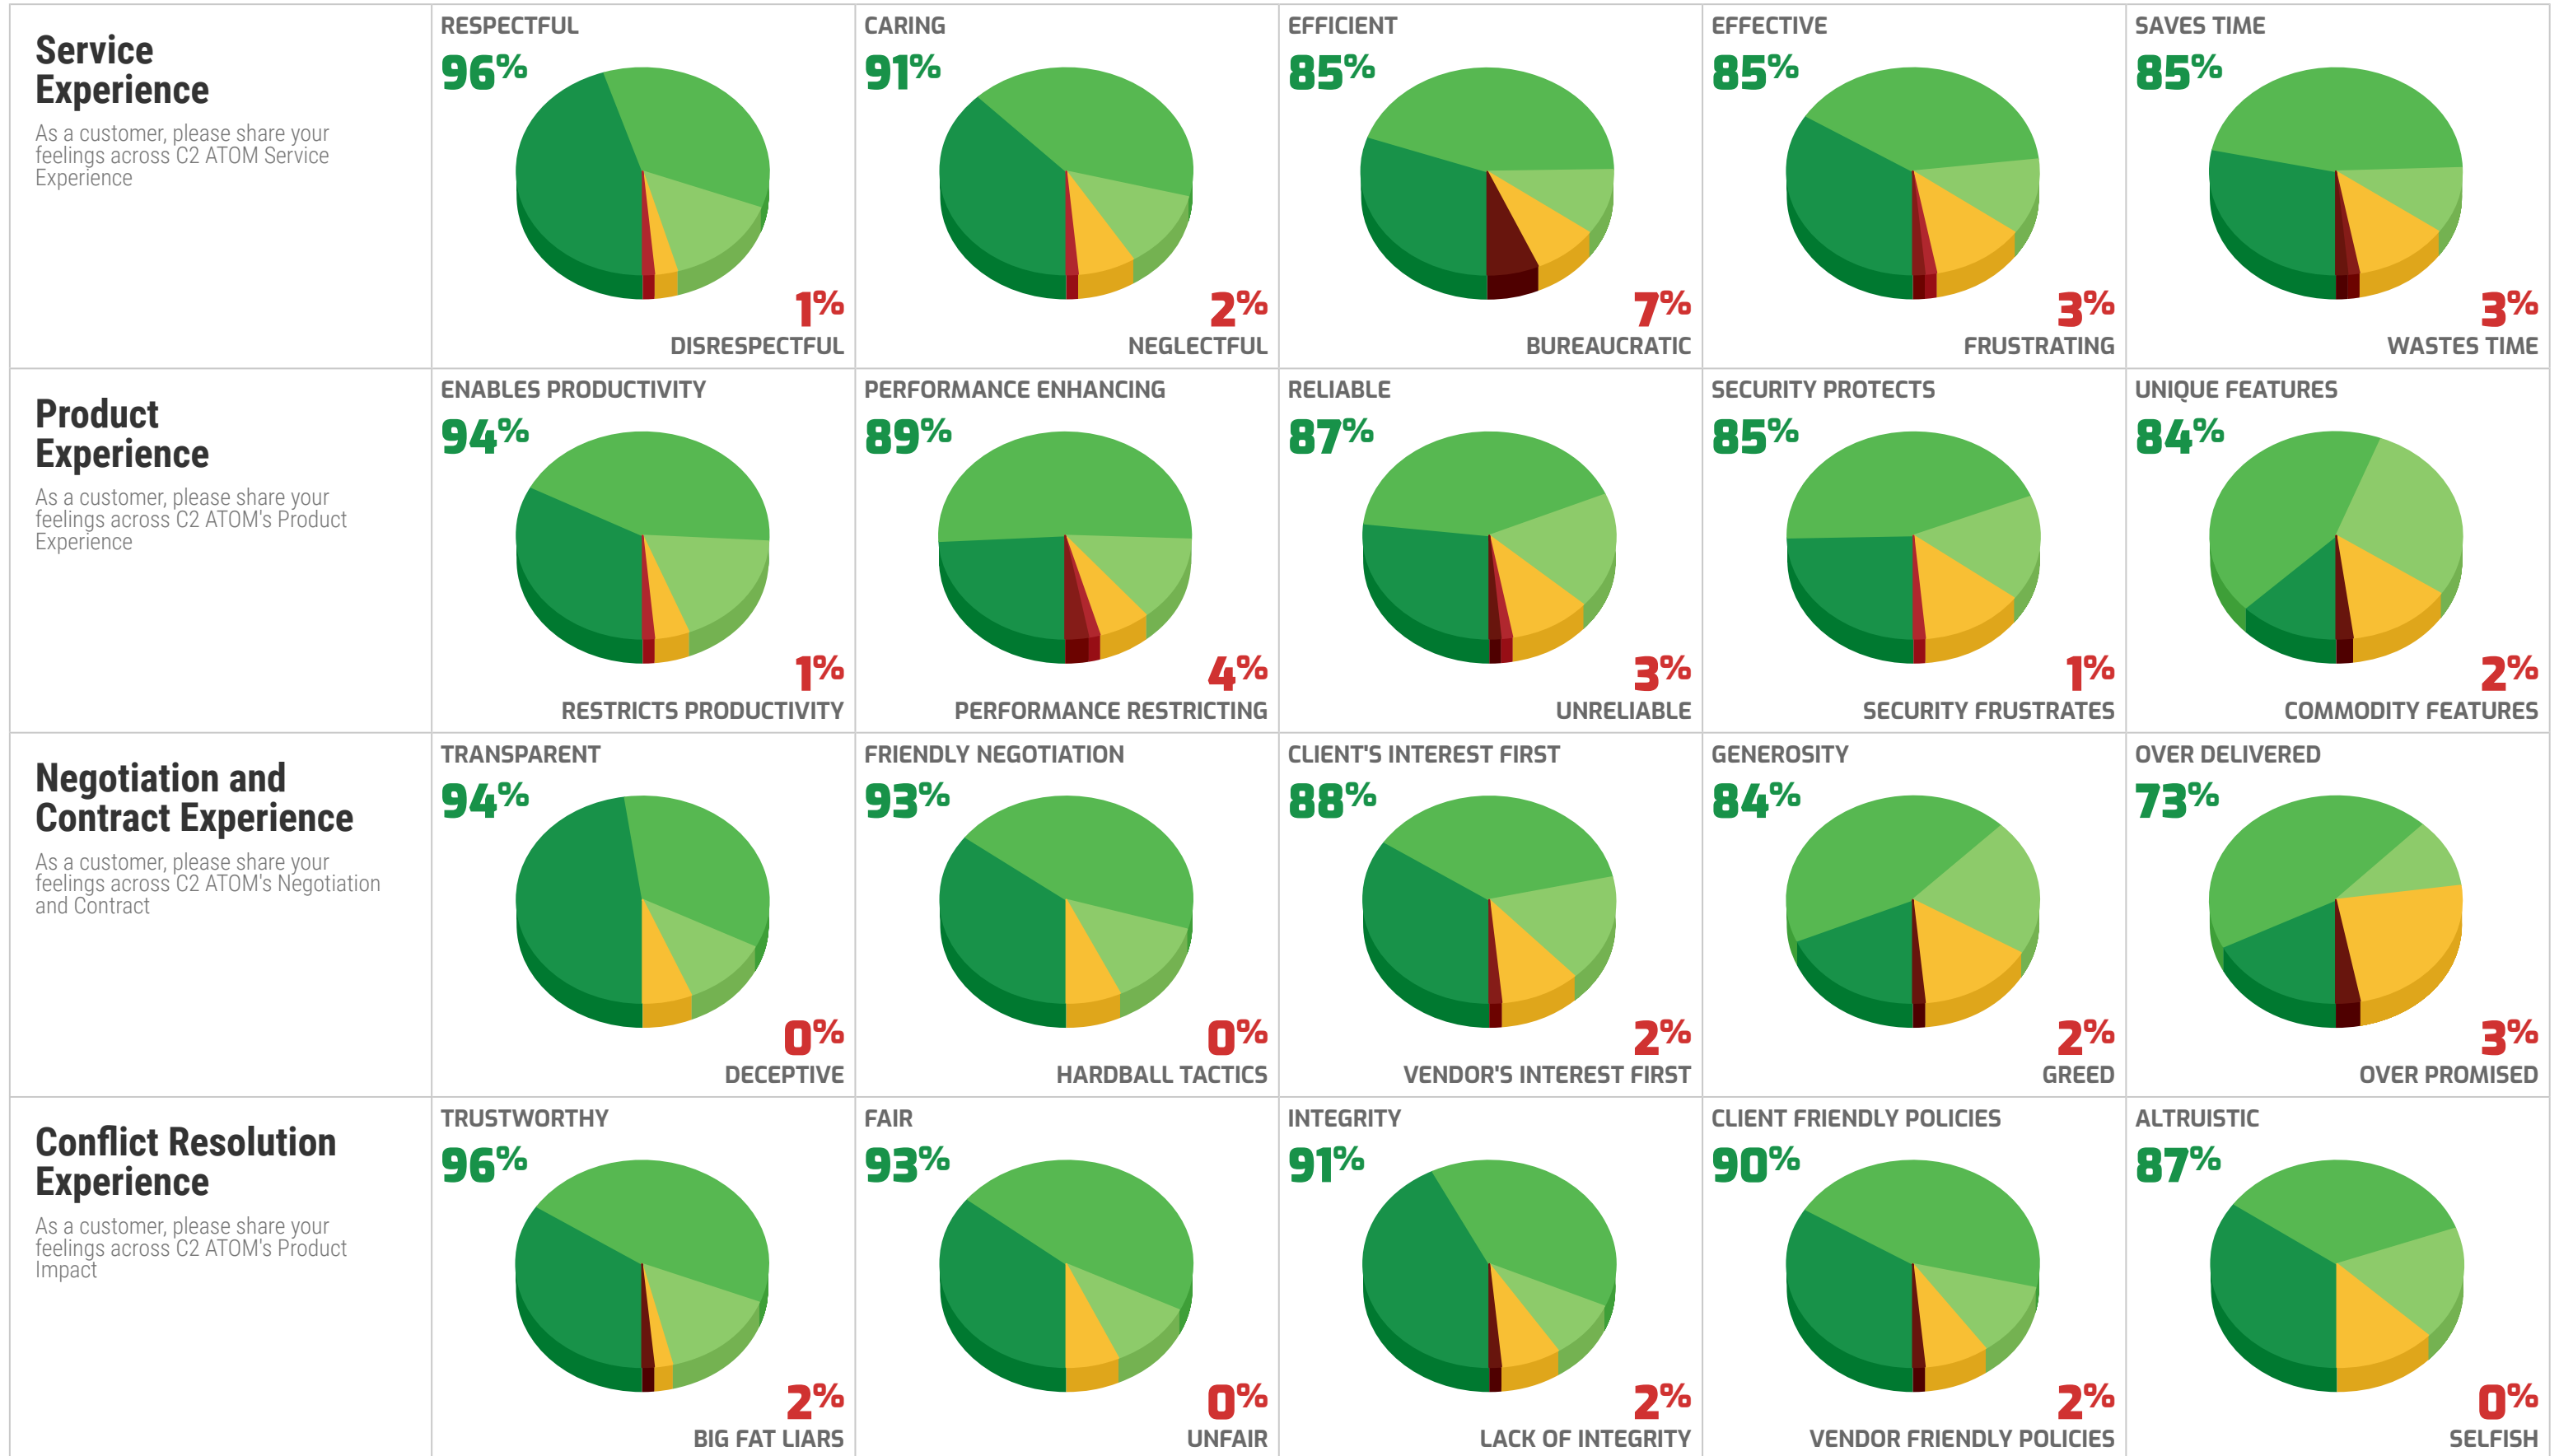 Service
Experience
As a customer, please share your
feelings across C2 ATOM Service
Experience
RESPECTFUL
96%
1%
DISRESPECTFUL
CARING
91%
2%
NEGLECTFUL
EFFICIENT
85%
7%
BUREAUCRATIC
EFFECTIVE
85%
3%
FRUSTRATING
SAVES TIME
85%
3%
WASTES TIME
Product
Experience
As a customer, please share your
feelings across C2 ATOM's Product
Experience
ENABLES PRODUCTIVITY
94%
1%
RESTRICTS PRODUCTIVITY
PERFORMANCE ENHANCING
89%
4%
PERFORMANCE RESTRICTING
RELIABLE
87%
3%
UNRELIABLE
SECURITY PROTECTS
85%
1%
SECURITY FRUSTRATES
UNIQUE FEATURES
84%
2%
COMMODITY FEATURES
Negotiation and
Contract Experience
As a customer, please share your
feelings across C2 ATOM's Negotiation
and Contract
TRANSPARENT
94%
0%
DECEPTIVE
FRIENDLY NEGOTIATION
93%
0%
HARDBALL TACTICS
CLIENT'S INTEREST FIRST
88%
2%
VENDOR'S INTEREST FIRST
GENEROSITY
84%
2%
GREED
OVER DELIVERED
73%
3%
OVER PROMISED
Conflict Resolution
Experience
As a customer, please share your
feelings across C2 ATOM's Product
Impact
TRUSTWORTHY
96%
2%
BIG FAT LIARS
FAIR
93%
0%
UNFAIR
INTEGRITY
91%
2%
LACK OF INTEGRITY
CLIENT FRIENDLY POLICIES
90%
2%
VENDOR FRIENDLY POLICIES
ALTRUISTIC
87%
0%
SELFISH